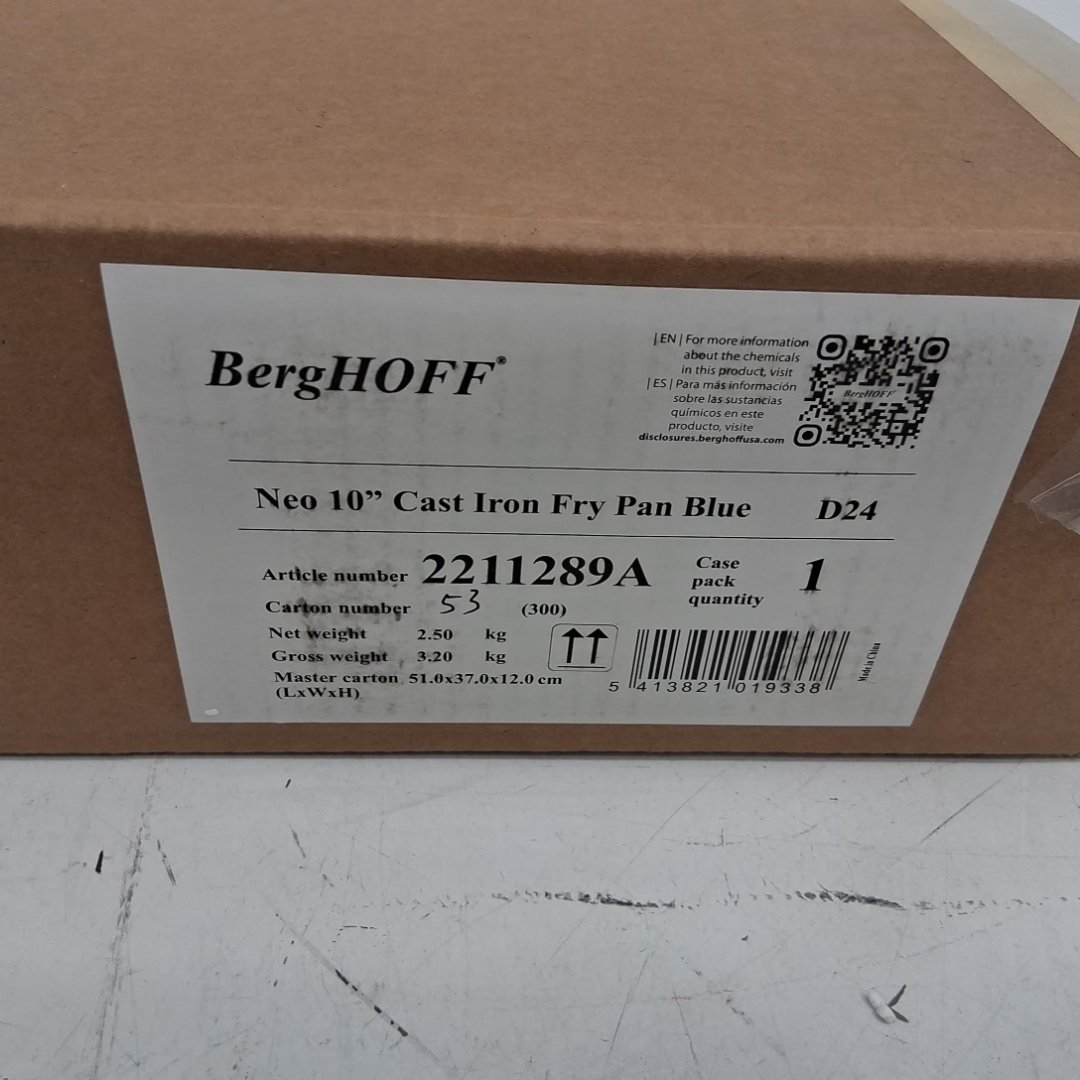 BergHOFF®
| EN | For more information
about the chemicals
in this product, visit
| ES | Para más información
sobre las sustancias
químicos en este
producto, visite
disclosures.berghoffusa.com
BergHOFF
Neo 10” Cast Iron Fry Pan Blue D24
Article number 2211289A
Case
pack
quantity
1
Carton number 53 (300)
Net weight 2.50 kg
Gross weight 3.20 kg
Master carton 51.0x37.0x12.0 cm
(LxWxH)
5 413821 019338
Made in China